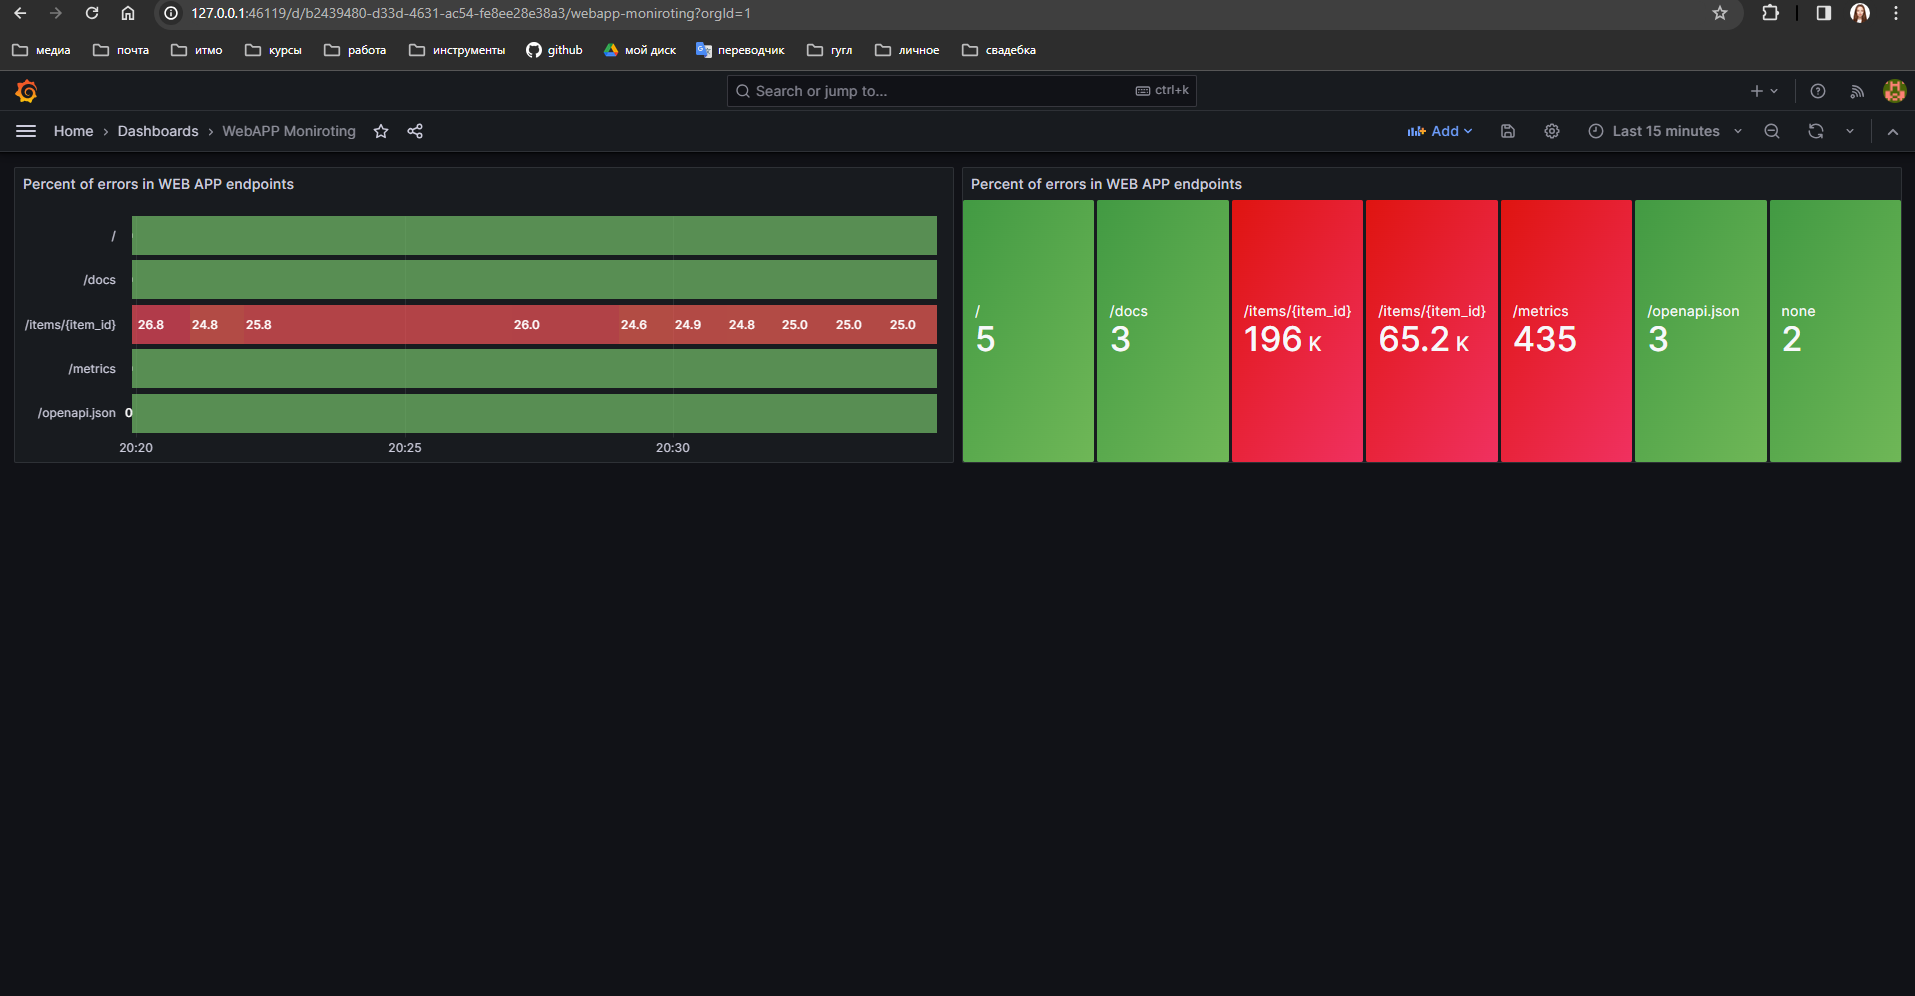 127.0.0.1:46119/d/b2439480-d33d-4631-ac54-fe8ee28e38a3/webapp-moniroting?orgId=1
медиа почта итмо курсы работа инструменты github мой диск переводчик гугл личное свадебка
Search or jump to... ctrl+k
Home › Dashboards › WebAPP Moniroting Add Last 15 minutes
Percent of errors in WEB APP endpoints
/
/docs
/items/{item_id} 26.8 24.8 25.8 26.0 24.6 24.9 24.8 25.0 25.0 25.0
/metrics
/openapi.json 0
20:20 20:25 20:30
Percent of errors in WEB APP endpoints
/
5
/docs
3
/items/{item_id}
196 K
/items/{item_id}
65.2 K
/metrics
435
/openapi.json
3
none
2